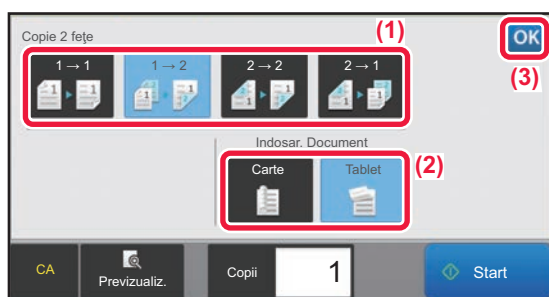 Copie 2 feţe
(1)
OK
(3)
1 → 1
1 → 2
2 → 2
2 → 1
Indosar. Document
Carte
Tablet
(2)
CA
Previzualiz.
Copii
1
Start